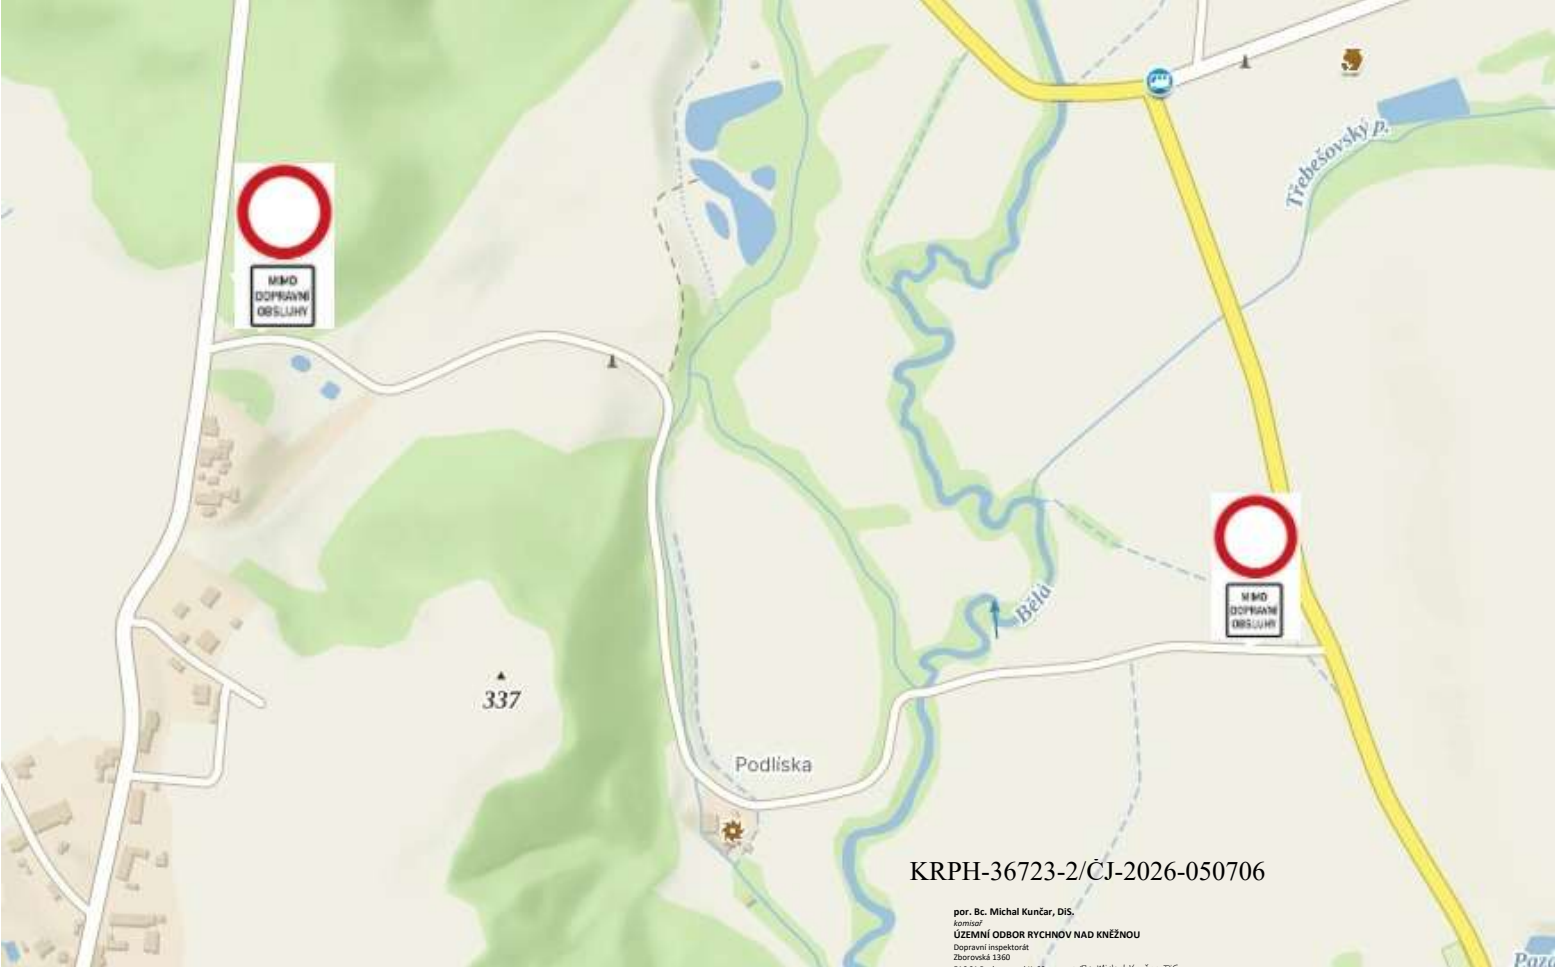 Třebešovský p.
MIMO
DOPRAVNÍ
OBSLUHY
MIMO
DOPRAVNÍ
OBSLUHY
Bělá
337
Podlíska
KRPH-36723-2/ČJ-2026-050706
por. Bc. Michal Kunčar, DiS.
komisař
ÚZEMNÍ ODBOR RYCHNOV NAD KNĚŽNOU
Dopravní inspektorát
Zborovská 1360